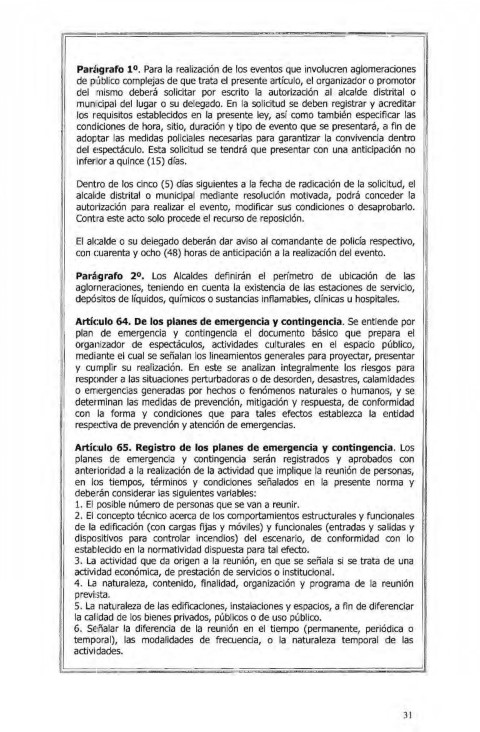 Parágrafo 1º. Para la realización de los eventos que involucren aglomeraciones
de público complejas de que trata el presente artículo, el organizador o promotor
del mismo deberá solicitar por escrito la autorización al alcalde distrital o
municipal del lugar o su delegado. En la solicitud se deben registrar y acreditar
los requisitos establecidos en la presente ley, así como también especificar las
condiciones de hora, sitio, duración y tipo de evento que se presentará, a fin de
adoptar las medidas policiales necesarias para garantizar la convivencia dentro
del espectáculo. Esta solicitud se tendrá que presentar con una anticipación no
inferior a quince (15) días.
Dentro de los cinco (5) días siguientes a la fecha de radicación de la solicitud, el
alcalde distrital o municipal mediante resolución motivada, podrá conceder la
autorización para realizar el evento, modificar sus condiciones o desaprobarlo.
Contra este acto solo procede el recurso de reposición.
El alcalde o su delegado deberán dar aviso al comandante de policía respectivo,
con cuarenta y ocho (48) horas de anticipación a la realización del evento.
Parágrafo 2º. Los Alcaldes definirán el perímetro de ubicación de las
aglomeraciones, teniendo en cuenta la existencia de las estaciones de servicio,
depósitos de líquidos, químicos o sustancias inflamables, clínicas u hospitales.
Artículo 64. De los planes de emergencia y contingencia. Se entiende por
plan de emergencia y contingencia el documento básico que prepara el
organizador de espectáculos, actividades culturales en el espacio público,
mediante el cual se señalan los lineamientos generales para proyectar, presentar
y cumplir su realización. En este se analizan integralmente los riesgos para
responder a las situaciones perturbadoras o de desorden, desastres, calamidades
o emergencias generadas por hechos o fenómenos naturales o humanos, y se
determinan las medidas de prevención, mitigación y respuesta, de conformidad
con la forma y condiciones que para tales efectos establezca la entidad
respectiva de prevención y atención de emergencias.
Artículo 65. Registro de los planes de emergencia y contingencia. Los
planes de emergencia y contingencia serán registrados y aprobados con
anterioridad a la realización de la actividad que implique la reunión de personas,
en los tiempos, términos y condiciones señalados en la presente norma y
deberán considerar las siguientes variables:
1. El posible número de personas que se van a reunir.
2. El concepto técnico acerca de los comportamientos estructurales y funcionales
de la edificación (con cargas fijas y móviles) y funcionales (entradas y salidas y
dispositivos para controlar incendios) del escenario, de conformidad con lo
establecido en la normatividad dispuesta para tal efecto.
3. La actividad que da origen a la reunión, en que se señala si se trata de una
actividad económica, de prestación de servicios o institucional.
4. La naturaleza, contenido, finalidad, organización y programa de la reunión
prevista.
5. La naturaleza de las edificaciones, instalaciones y espacios, a fin de diferenciar
la calidad de los bienes privados, públicos o de uso público.
6. Señalar la diferencia de la reunión en el tiempo (permanente, periódica o
temporal), las modalidades de frecuencia, o la naturaleza temporal de las
actividades.
31